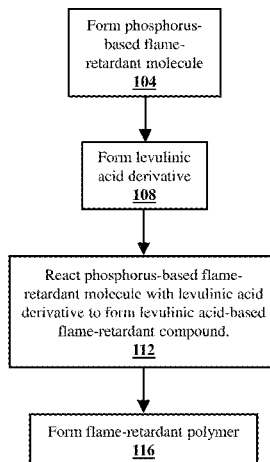 Form phosphorus-
based flame-
retardant molecule
104
Form levulinic
acid derivative
108
React phosphorus-based flame-
retardant molecule with levulinic acid
derivative to form levulinic acid-based
flame-retardant compound.
112
Form flame-retardant polymer
116